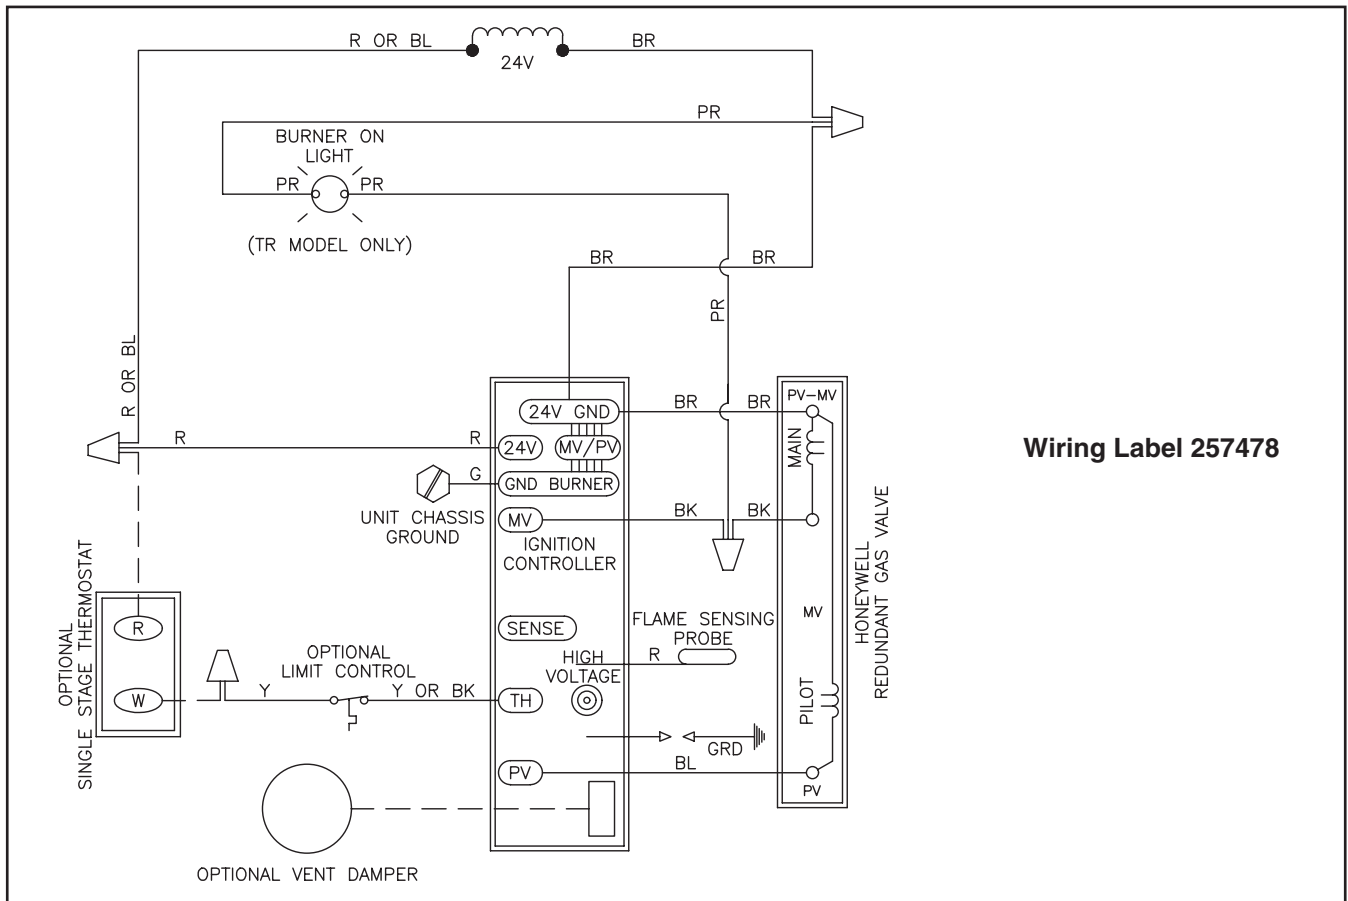 R OR BL
24V
BR
PR
BURNER ON
LIGHT
PR
PR
(TR MODEL ONLY)
BR
BR
PR
R OR BL
R
R
24V GND
24V
MV/PV
G
GND BURNER
UNIT CHASSIS
GROUND
MV
IGNITION
CONTROLLER
BR
BR
PV-MV
MAIN
BK
BK
Wiring Label 257478
HONEYWELL
REDUNDANT GAS VALVE
OPTIONAL
SINGLE STAGE THERMOSTAT
R
W
SENSE
FLAME SENSING
PROBE
R
HIGH
VOLTAGE
MV
OPTIONAL
LIMIT CONTROL
Y
Y OR BK
TH
PILOT
GRD
PV
BL
PV
OPTIONAL VENT DAMPER